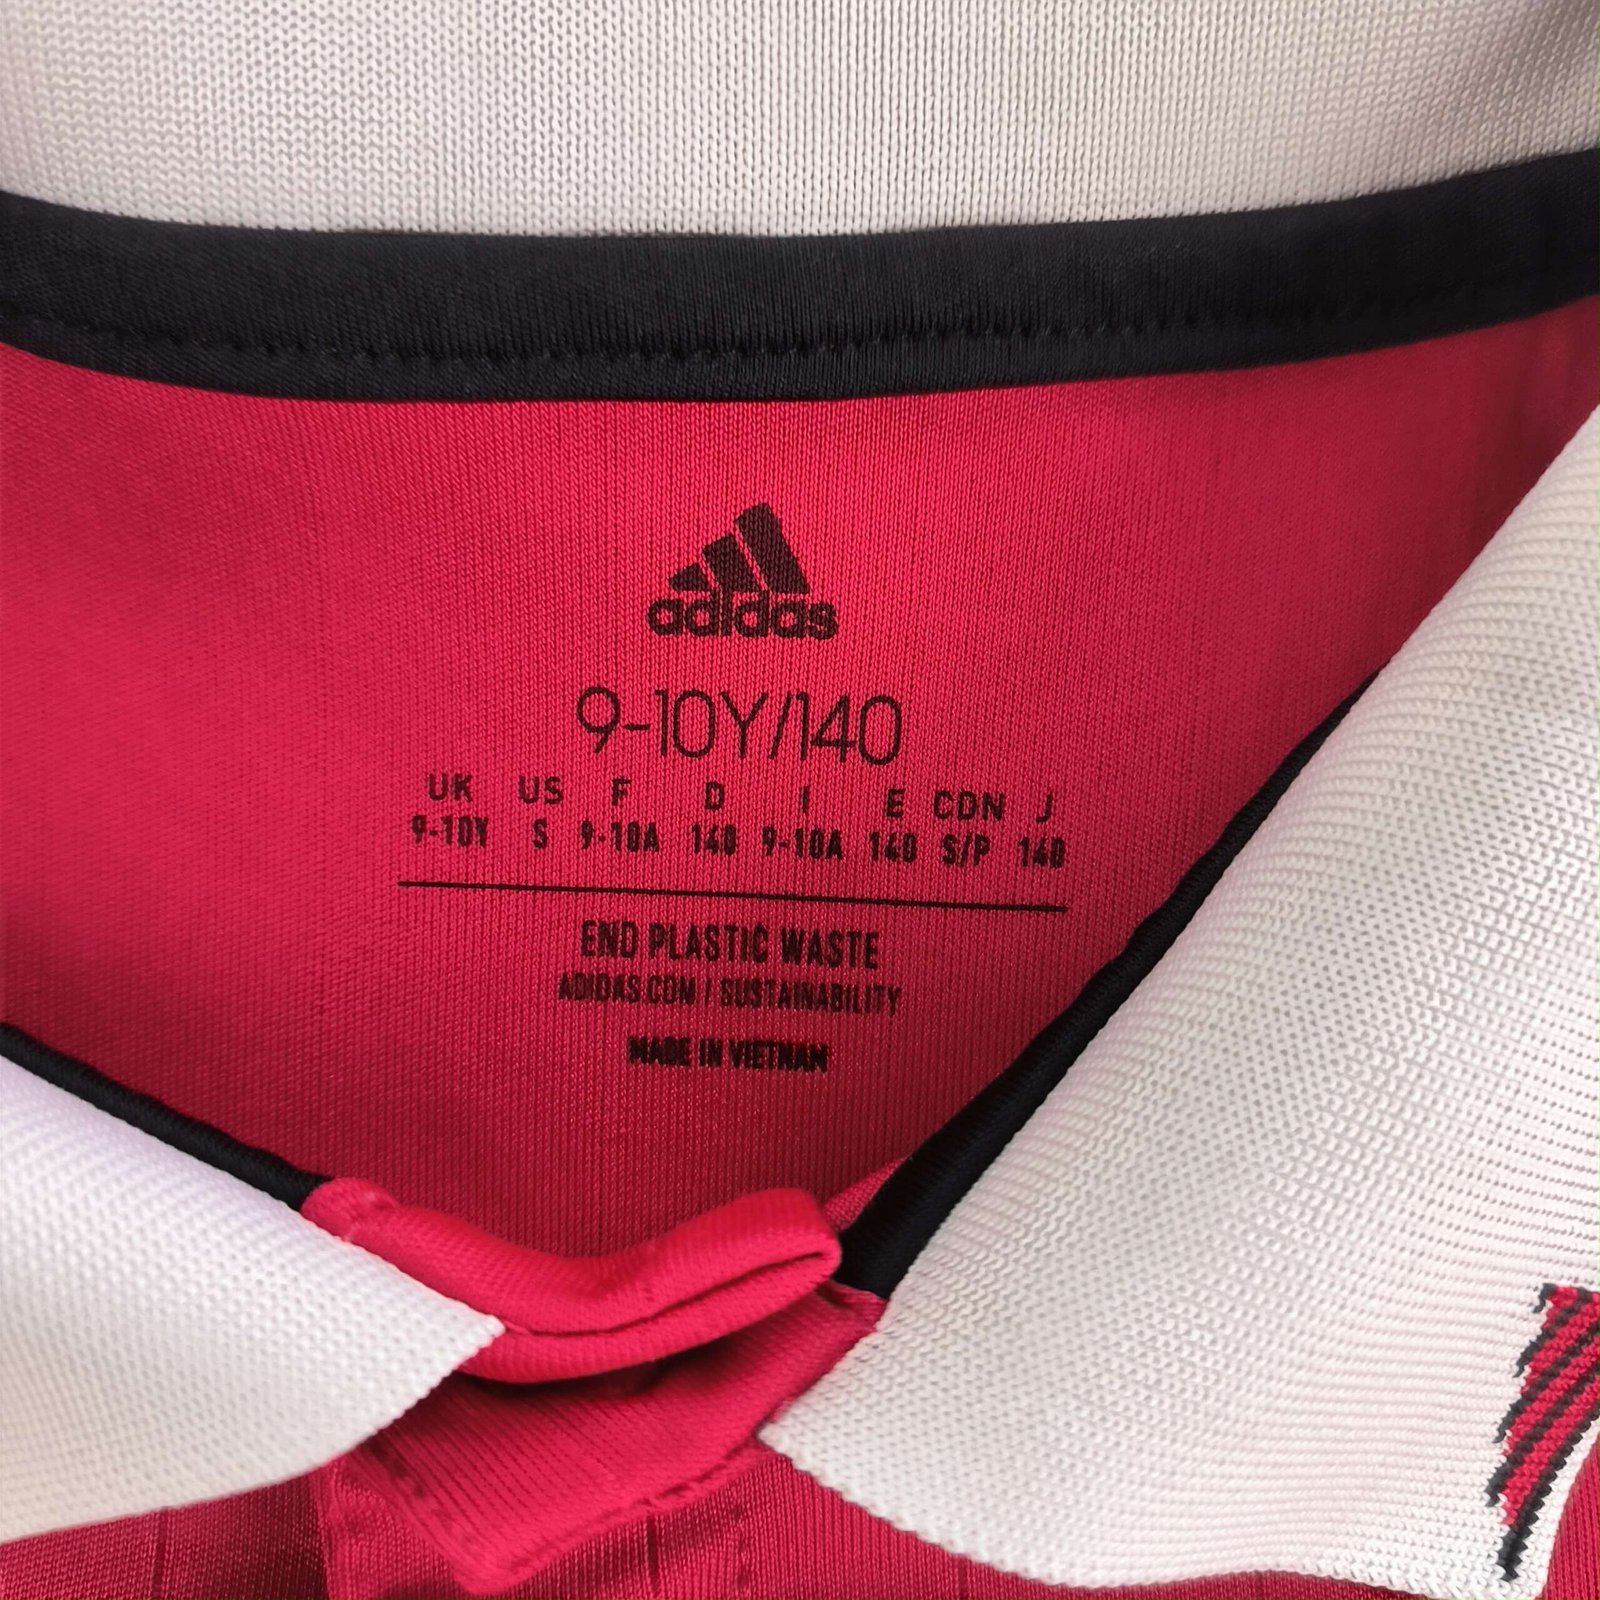 adidas
9-10Y/140
UK US F D I E CDN J
9-10Y S 9-10A 140 9-10A 140 S/P 140
END PLASTIC WASTE
ADIDAS.COM / SUSTAINABILITY
MADE IN VIETNAM